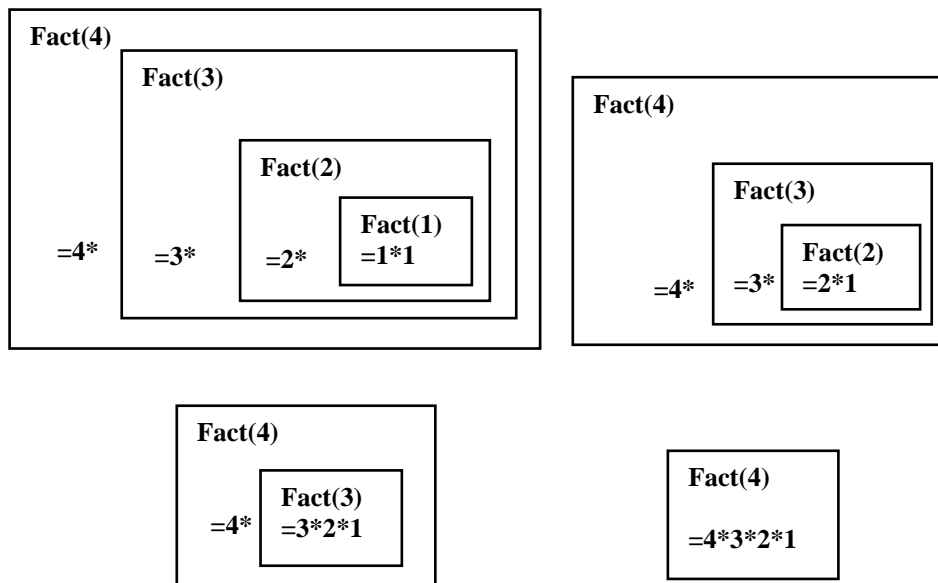 Fact(4)
Fact(3)
Fact(2)
Fact(1)
=4* =3* =2* =1*1
Fact(4)
Fact(3)
Fact(2)
=4* =3* =2*1
Fact(4)
Fact(3)
=4* =3*2*1
Fact(4)
=4*3*2*1